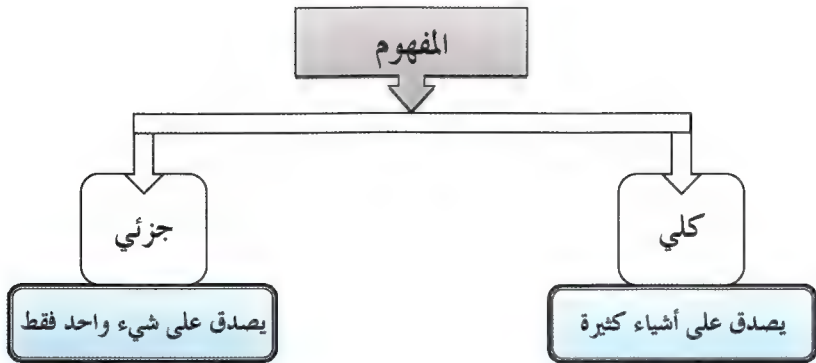 المفهوم
كلي
جزئي
يصدق على أشياء كثيرة
يصدق على شيء واحد فقط